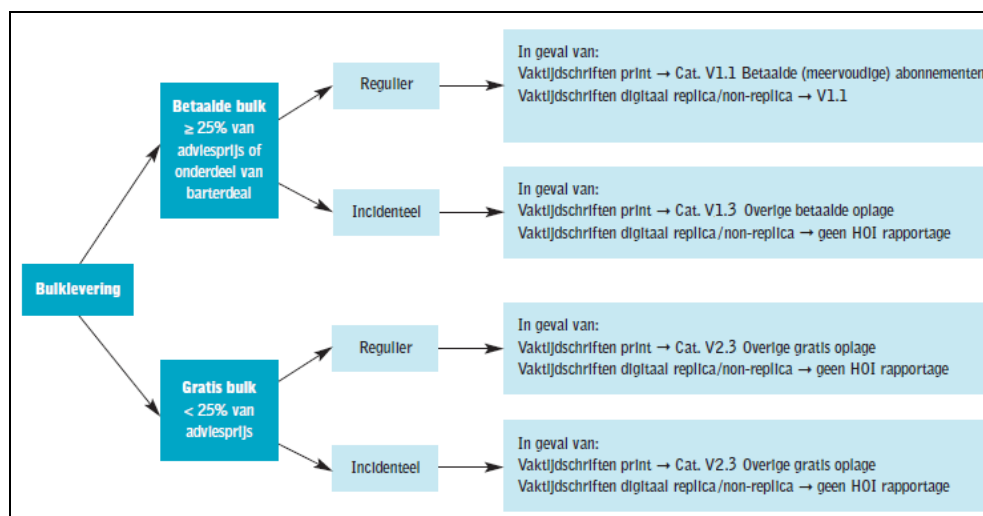 Bulklevering
Betaalde bulk
≥ 25% van
adviesprijs of
onderdeel van
barterdeal
Regulier
In geval van:
Vaktijdschriften print → Cat. V1.1 Betaalde (meervoudige) abonnementen
Vaktijdschriften digitaal replica/non-replica → V1.1
Incidenteel
In geval van:
Vaktijdschriften print → Cat. V1.3 Overige betaalde oplage
Vaktijdschriften digitaal replica/non-replica → geen HOI rapportage
Gratis bulk
< 25% van
adviesprijs
Regulier
In geval van:
Vaktijdschriften print → Cat. V2.3 Overige gratis oplage
Vaktijdschriften digitaal replica/non-replica → geen HOI rapportage
Incidenteel
In geval van:
Vaktijdschriften print → Cat. V2.3 Overige gratis oplage
Vaktijdschriften digitaal replica/non-replica → geen HOI rapportage